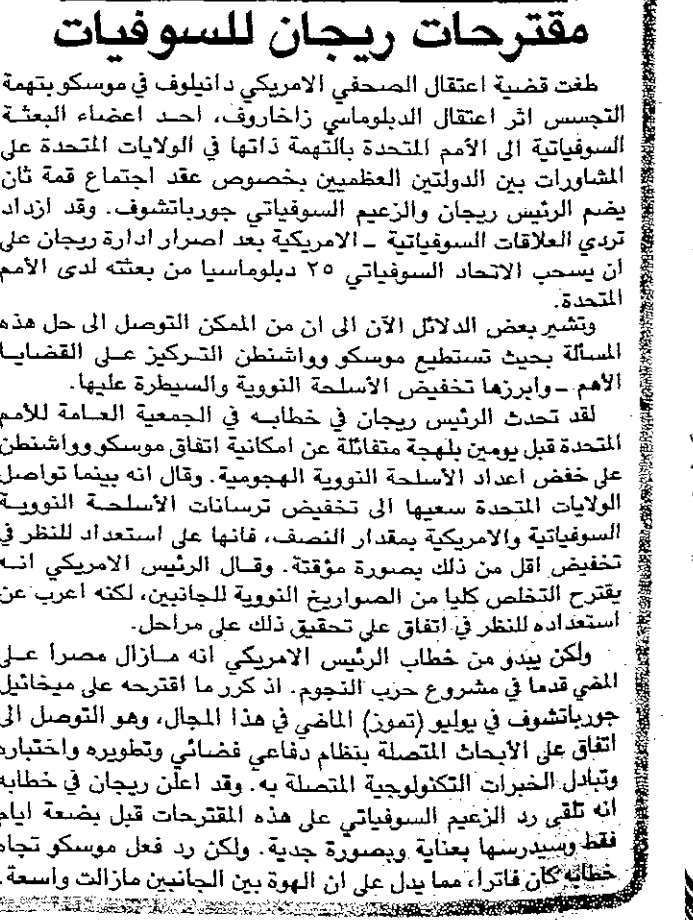 مقترحات ريجان للسوفيات
طغت قضية اعتقال الصحفي الامريكي دانيلوف في موسكو بتهمة
التجسس اثر اعتقال الدبلوماسي زاخاروف، احد اعضاء البعثة
السوفياتية الى الأمم المتحدة بالتهمة ذاتها في الولايات المتحدة على
المشاورات بين الدولتين العظميين بخصوص عقد اجتماع قمة ثان
يضم الرئيس ريجان والزعيم السوفياتي جورباتشوف. وقد ازداد
تردي العلاقات السوفياتية ـ الامريكية بعد اصرار ادارة ريجان على
ان يسحب الاتحاد السوفياتي ٢٥ دبلوماسيا من بعثته لدى الأمم
المتحدة.
وتشير بعض الدلائل الآن الى ان من الممكن التوصل الى حل هذه
المسألة بحيث تستطيع موسكو وواشنطن التركيز على القضايا
الأهم ـ وابرزها تخفيض الأسلحة النووية والسيطرة عليها.
لقد تحدث الرئيس ريجان في خطابه في الجمعية العامة للأمم
المتحدة قبل يومين بلهجة متفائلة عن امكانية اتفاق موسكو وواشنطن
على خفض اعداد الأسلحة النووية الهجومية. وقال انه بينما تواصل
الولايات المتحدة سعيها الى تخفيض ترسانات الأسلحة النووية
السوفياتية والامريكية بمقدار النصف، فانها على استعداد للنظر في
تخفيض اقل من ذلك بصورة مؤقتة. وقال الرئيس الامريكي انه
يقترح التخلص كليا من الصواريخ النووية للجانبين، لكنه اعرب عن
استعداده للنظر في اتفاق على تحقيق ذلك على مراحل.
ولكن يبدو من خطاب الرئيس الامريكي انه مازال مصرا على
المضي قدما في مشروع حرب النجوم. اذ كرر ما اقترحه على ميخائيل
جورباتشوف في يوليو (تموز) الماضي في هذا المجال، وهو التوصل الى
اتفاق على الأبحاث المتصلة بنظام دفاعي فضائي وتطويره واختباره
وتبادل الخبرات التكنولوجية المتصلة به. وقد اعلن ريجان في خطابه
انه تلقى رد الزعيم السوفياتي على هذه المقترحات قبل بضعة ايام
فقط وسيدرسها بعناية وبصورة جدية. ولكن رد فعل موسكو تجاه
خطابه كان فاترا، مما يدل على ان الهوة بين الجانبين مازالت واسعة.